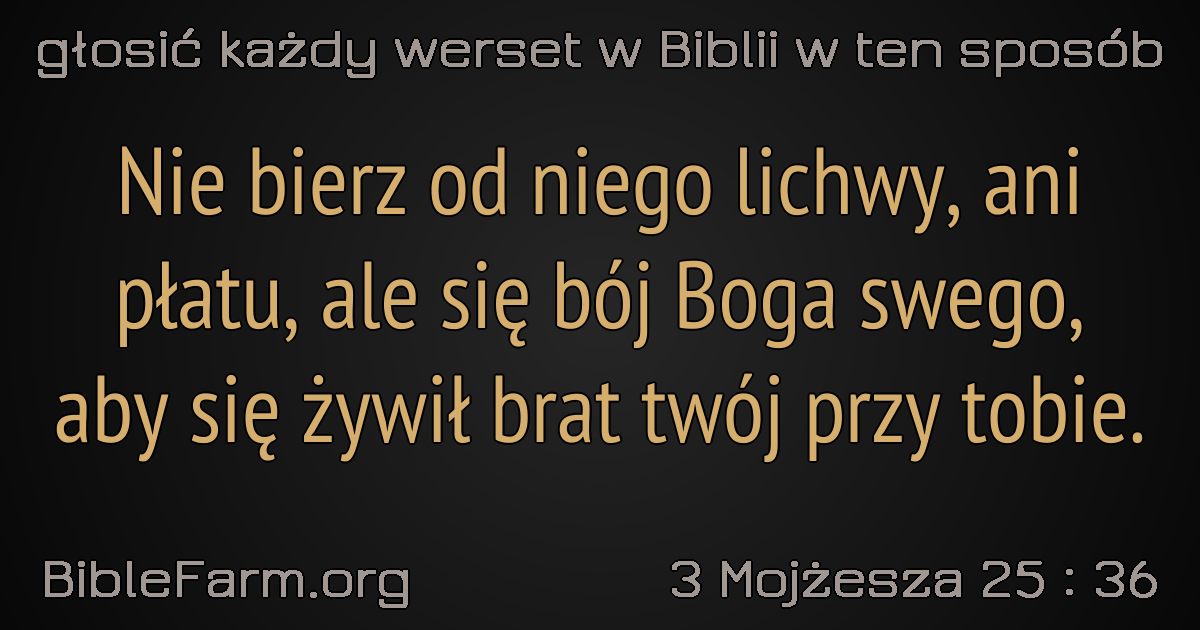 głosić każdy werset w Biblii w ten sposób
Nie bierz od niego lichwy, ani
płatu, ale się bój Boga swego,
aby się żywił brat twój przy tobie.
BibleFarm.org
3 Mojżesza 25 : 36